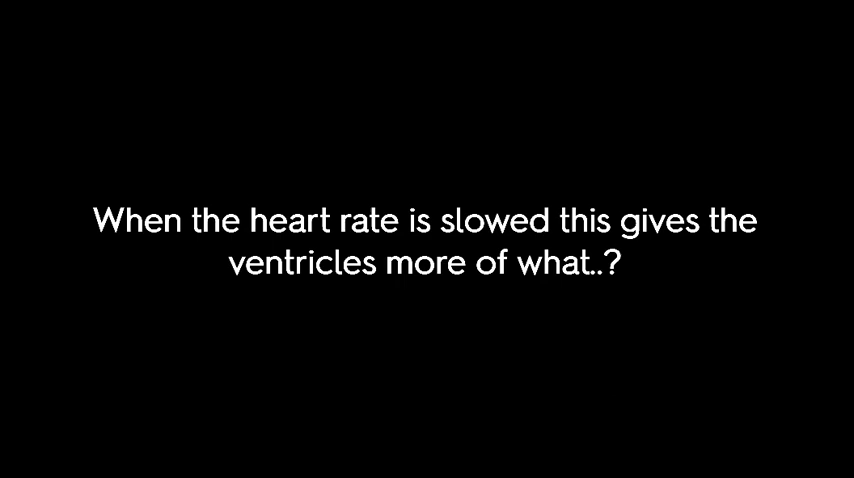 When the heart rate is slowed this gives the
ventricles more of what..?